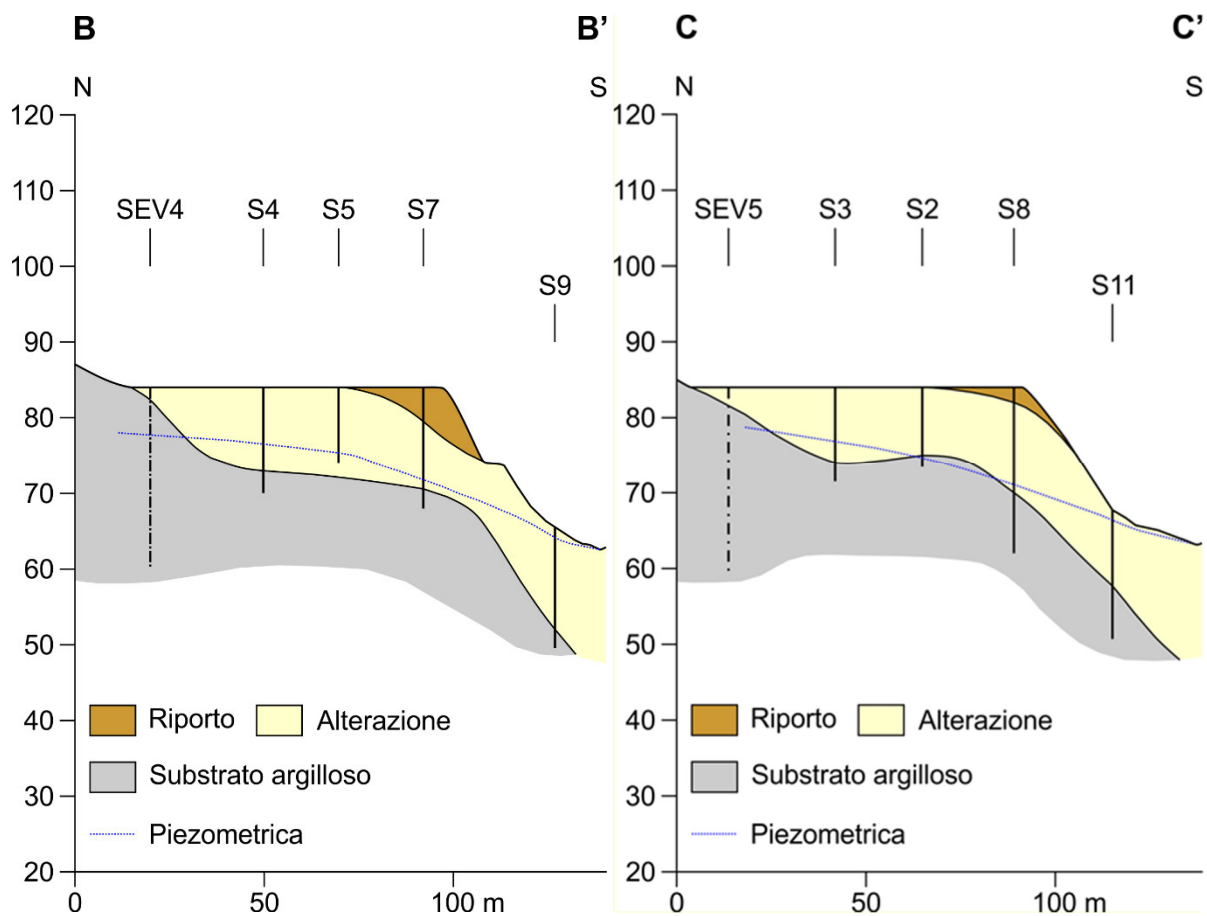 B B’ C C’
N S N S
120 120
110 110
SEV4 S4 S5 S7 SEV5 S3 S2 S8
100 100
S9 S11
90 90
80 80
70 70
60 60
50 50
40 Riporto Alterazione 40 Riporto Alterazione
30 Substrato argilloso 30 Substrato argilloso
Piezometrica Piezometrica
20 20
0 50 100 m 0 50 100 m